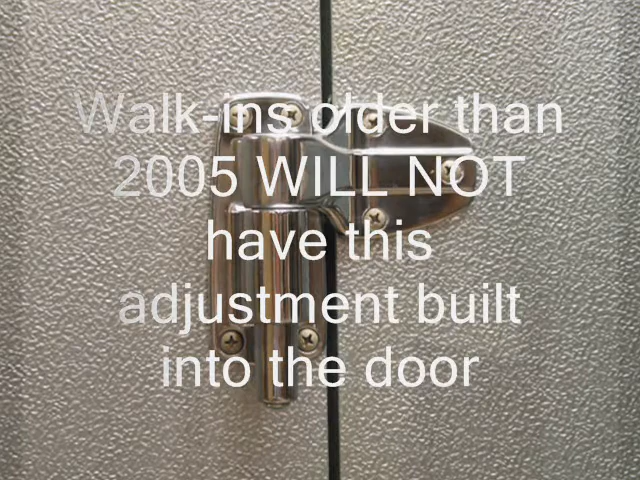 Walk-ins older than
2005 WILL NOT
have this
adjustment built
into the door